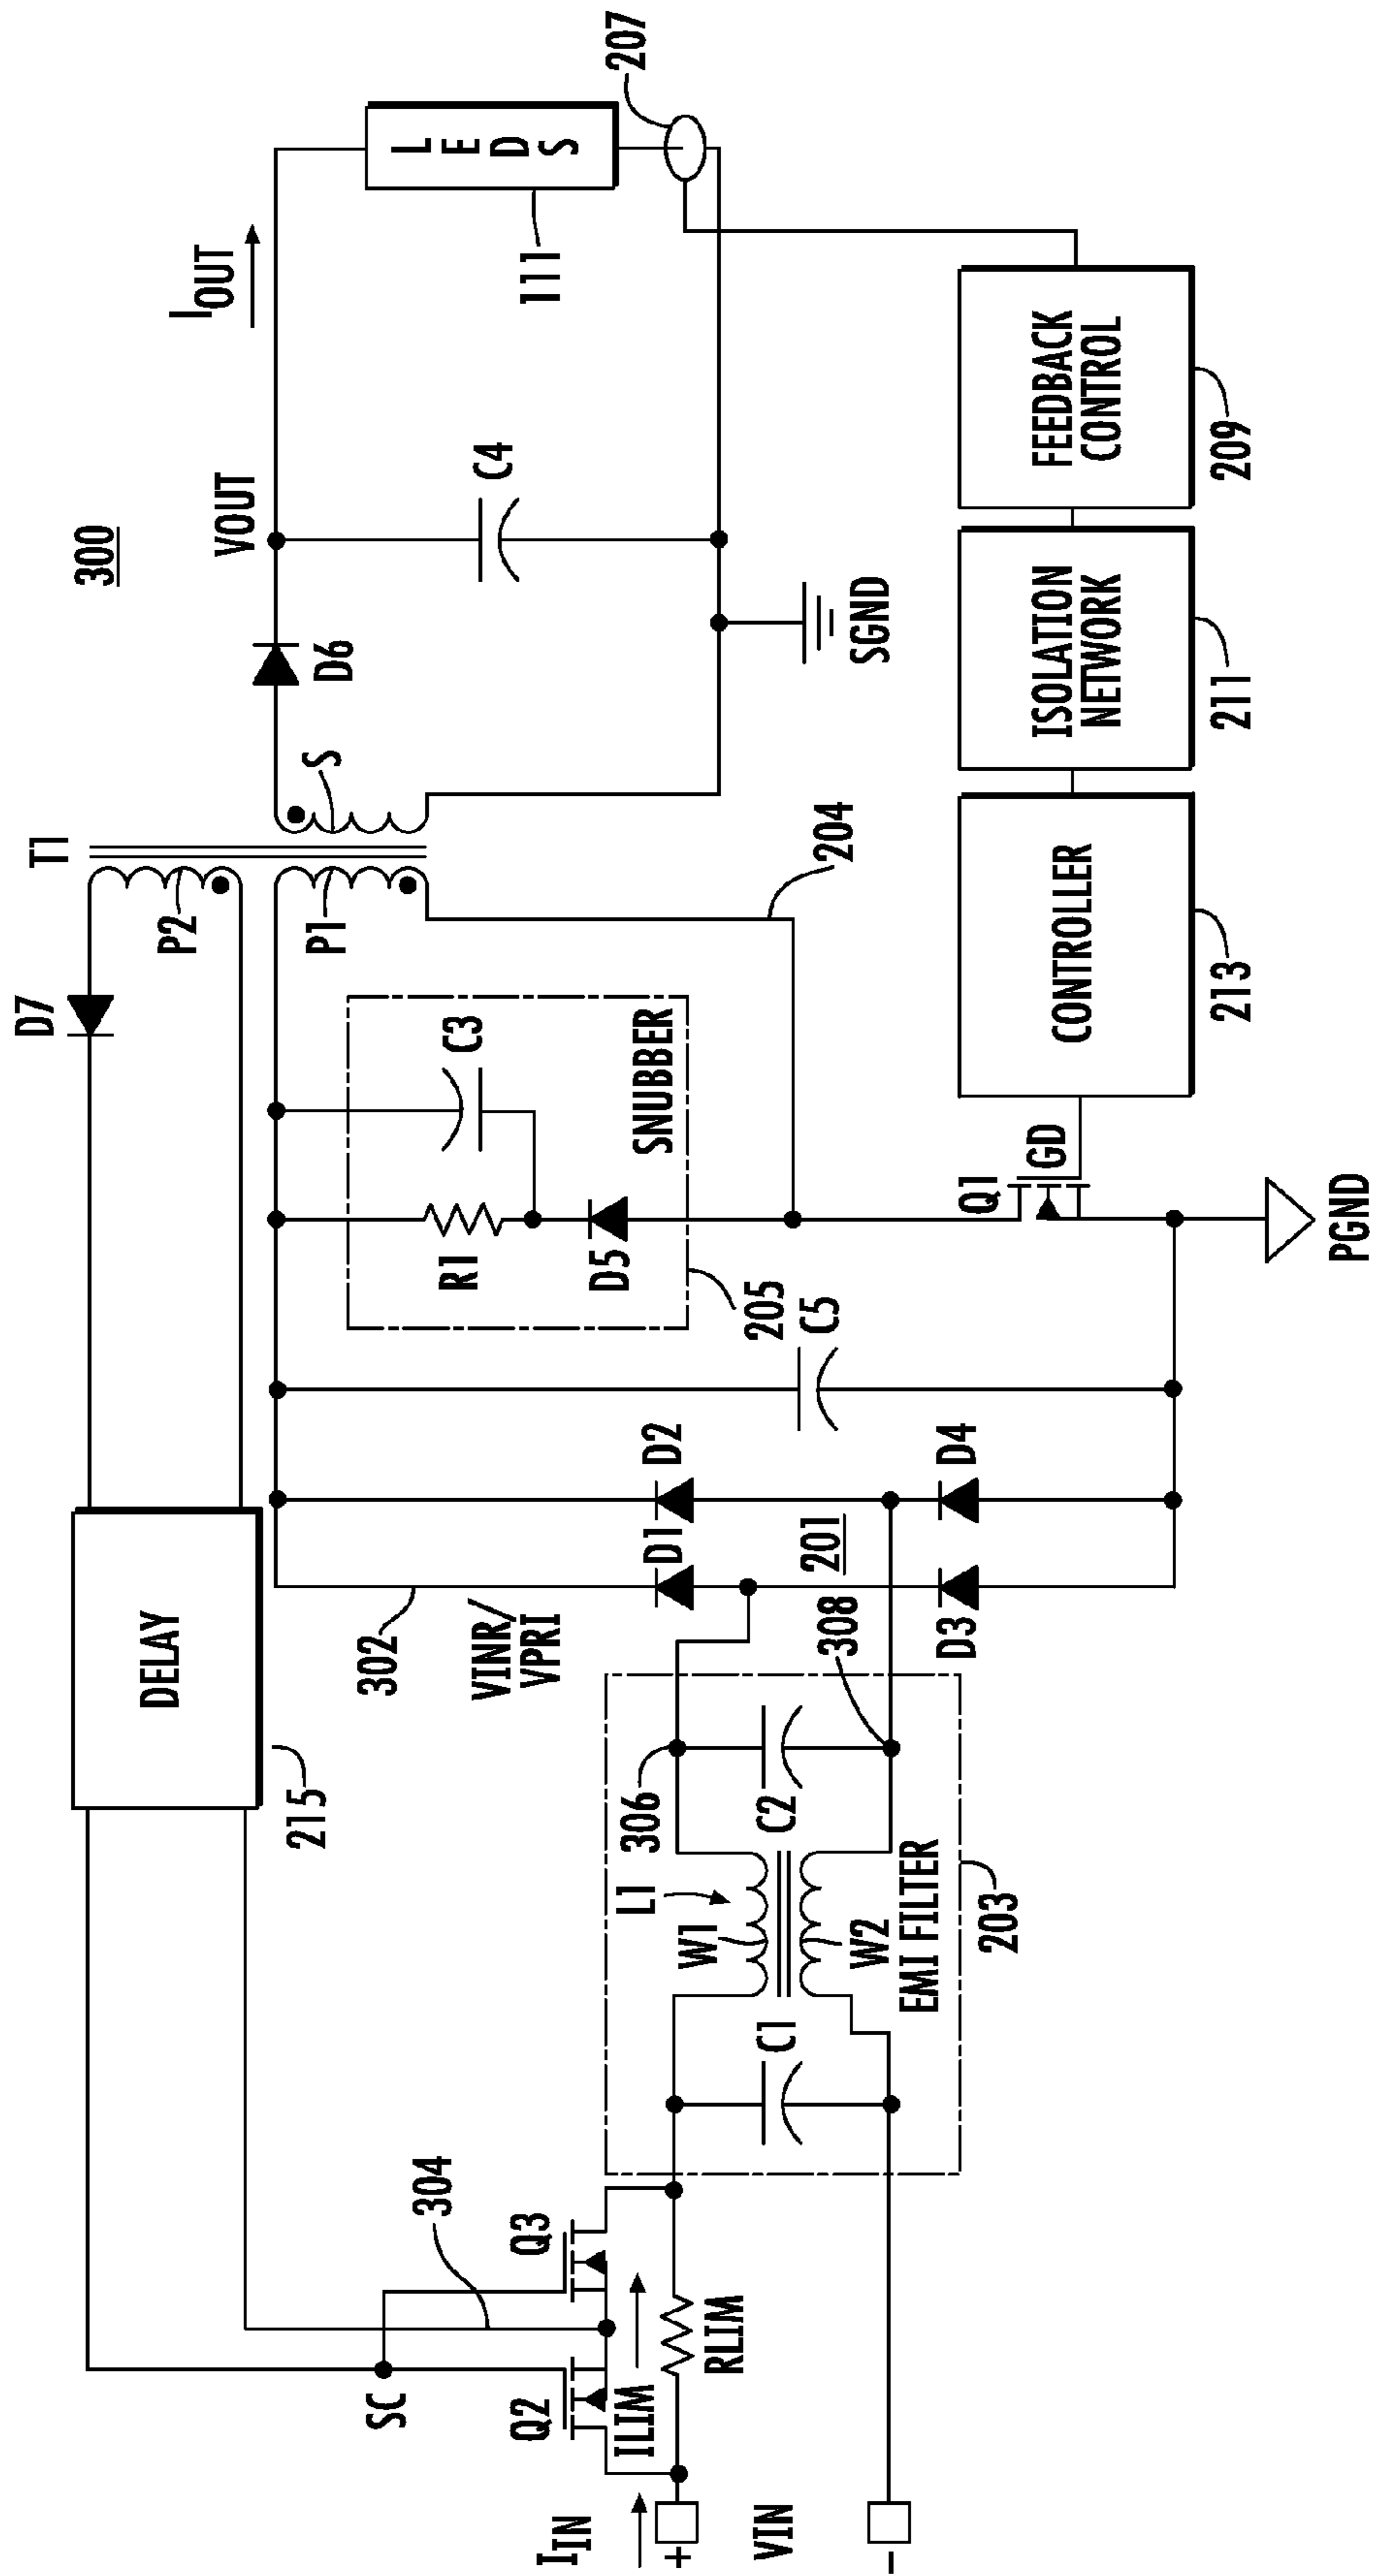 300
T1
D7
P2
P1
S
D6
VOUT
IOUT
C4
LEDS
111
207
SGND
204
DELAY
215
302
VINR/
VPRI
R1
C3
D5
SNUBBER
205
C5
D1
D2
201
D3
D4
Q1
GD
PGND
CONTROLLER
213
ISOLATION
NETWORK
211
FEEDBACK
CONTROL
209
SC
304
Q2
Q3
ILIM
RLIM
IIN
+
VIN
-
C1
L1
W1
W2
C2
306
308
EMI FILTER
203